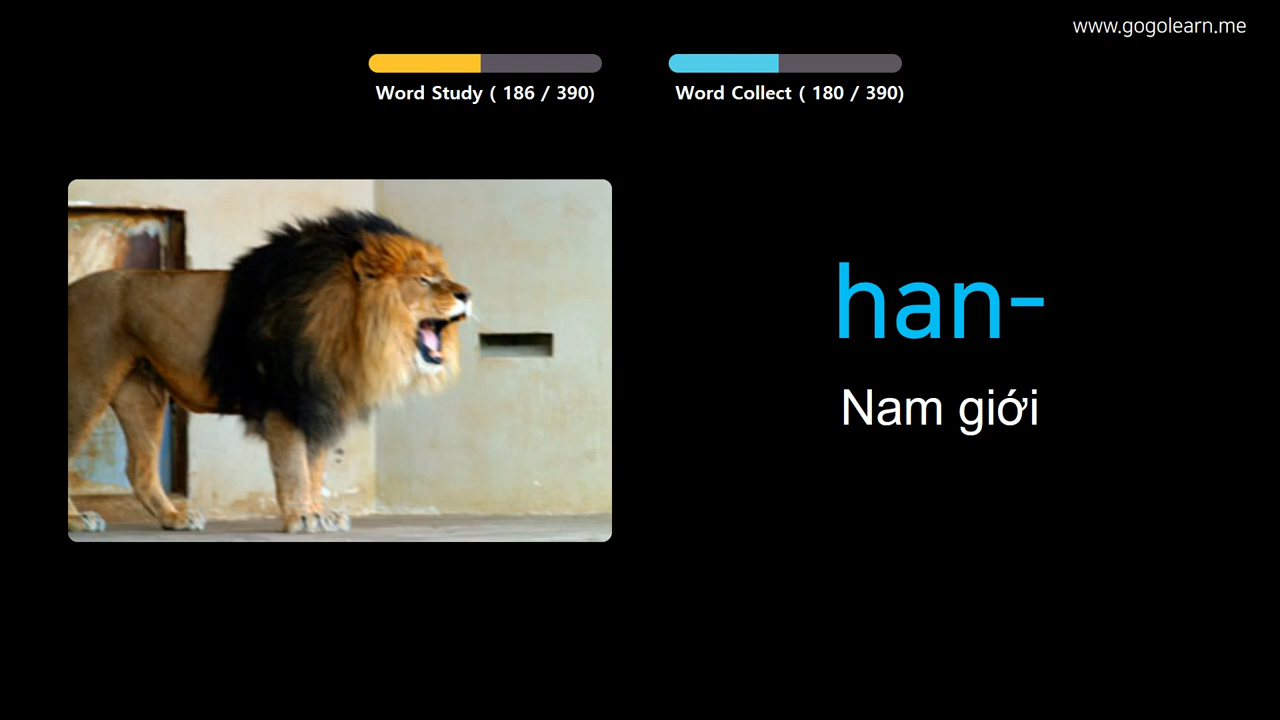 www.gogolearn.me
Word Study ( 186 / 390)
Word Collect ( 180 / 390)
han-
Nam giới